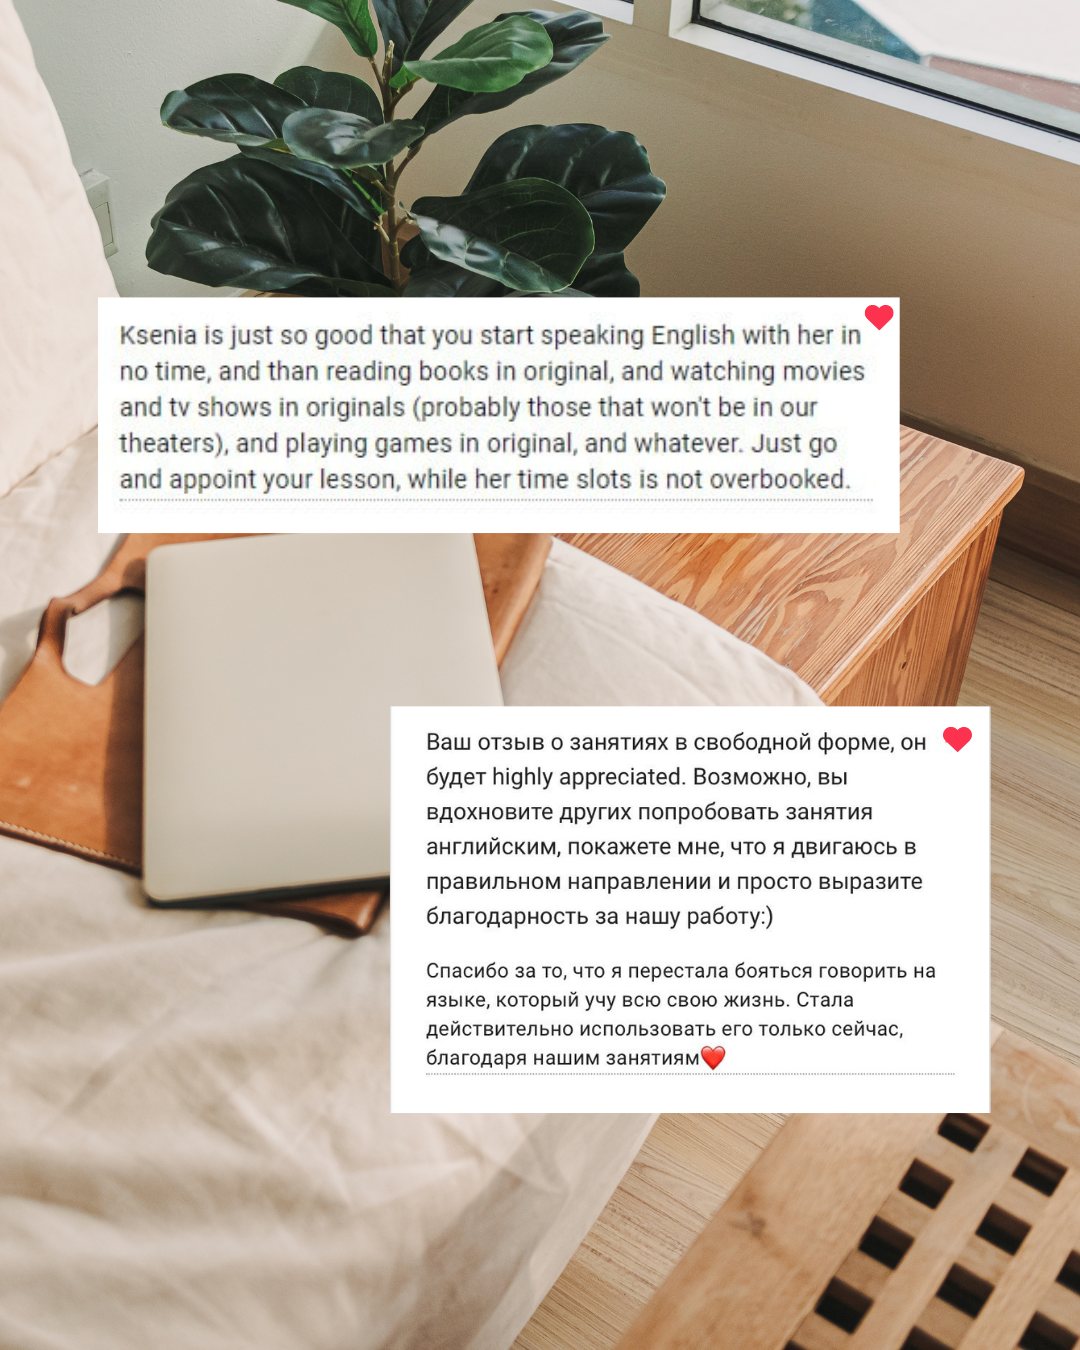 Ksenia is just so good that you start speaking English with her in
no time, and than reading books in original, and watching movies
and tv shows in originals (probably those that won't be in our
theaters), and playing games in original, and whatever. Just go
and appoint your lesson, while her time slots is not overbooked.
Ваш отзыв о занятиях в свободной форме, он
будет highly appreciated. Возможно, вы
вдохновите других попробовать занятия
английским, покажете мне, что я двигаюсь в
правильном направлении и просто выразите
благодарность за нашу работу:)
Спасибо за то, что я перестала бояться говорить на
языке, который учу всю свою жизнь. Стала
действительно использовать его только сейчас,
благодаря нашим занятиям❤️